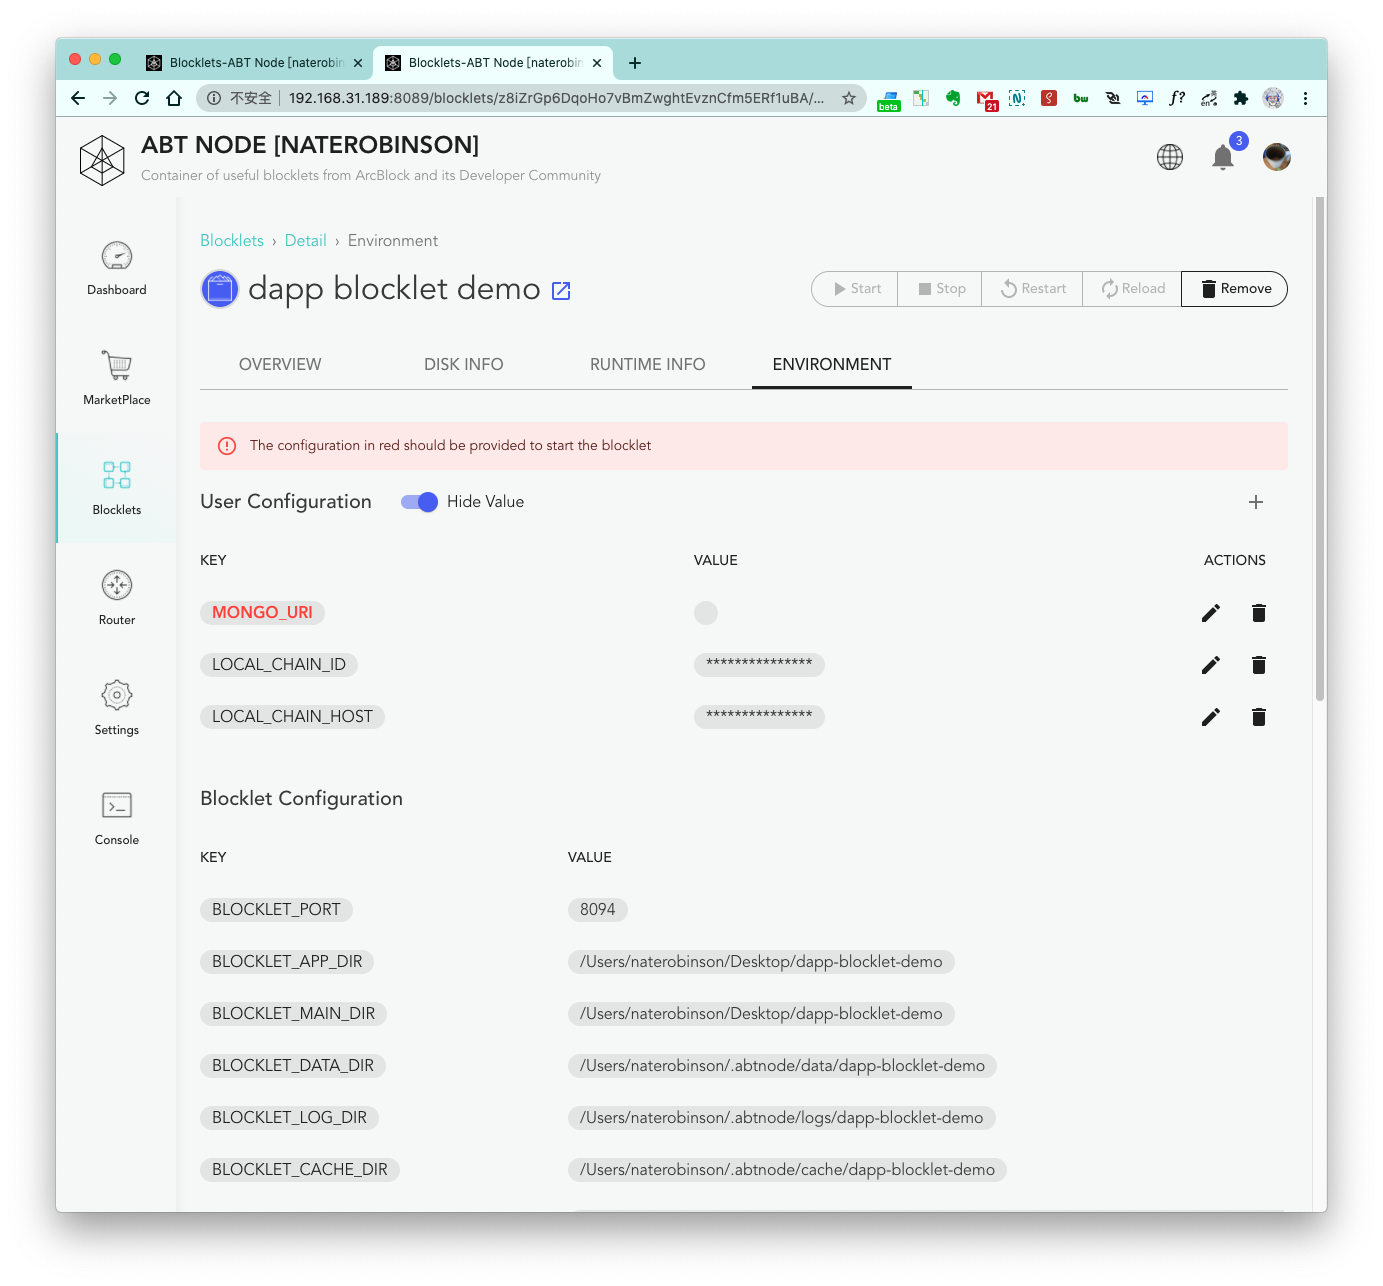 Blocklets-ABT Node [naterobin
Blocklets-ABT Node [naterobin
不安全 192.168.31.189:8089/blocklets/z8iZrGp6DqoHo7vBmZwghtEvznCfm5ERf1uBA/...
beta
21
bw
f?
en
ABT NODE [NATEROBINSON]
Container of useful blocklets from ArcBlock and its Developer Community
3
Dashboard
MarketPlace
Blocklets
Router
Settings
Console
Blocklets › Detail › Environment
dapp blocklet demo
Start Stop Restart Reload Remove
OVERVIEW DISK INFO RUNTIME INFO ENVIRONMENT
The configuration in red should be provided to start the blocklet
User Configuration Hide Value
KEY VALUE ACTIONS
MONGO_URI
LOCAL_CHAIN_ID ***************
LOCAL_CHAIN_HOST ***************
Blocklet Configuration
KEY VALUE
BLOCKLET_PORT 8094
BLOCKLET_APP_DIR /Users/naterobinson/Desktop/dapp-blocklet-demo
BLOCKLET_MAIN_DIR /Users/naterobinson/Desktop/dapp-blocklet-demo
BLOCKLET_DATA_DIR /Users/naterobinson/.abtnode/data/dapp-blocklet-demo
BLOCKLET_LOG_DIR /Users/naterobinson/.abtnode/logs/dapp-blocklet-demo
BLOCKLET_CACHE_DIR /Users/naterobinson/.abtnode/cache/dapp-blocklet-demo